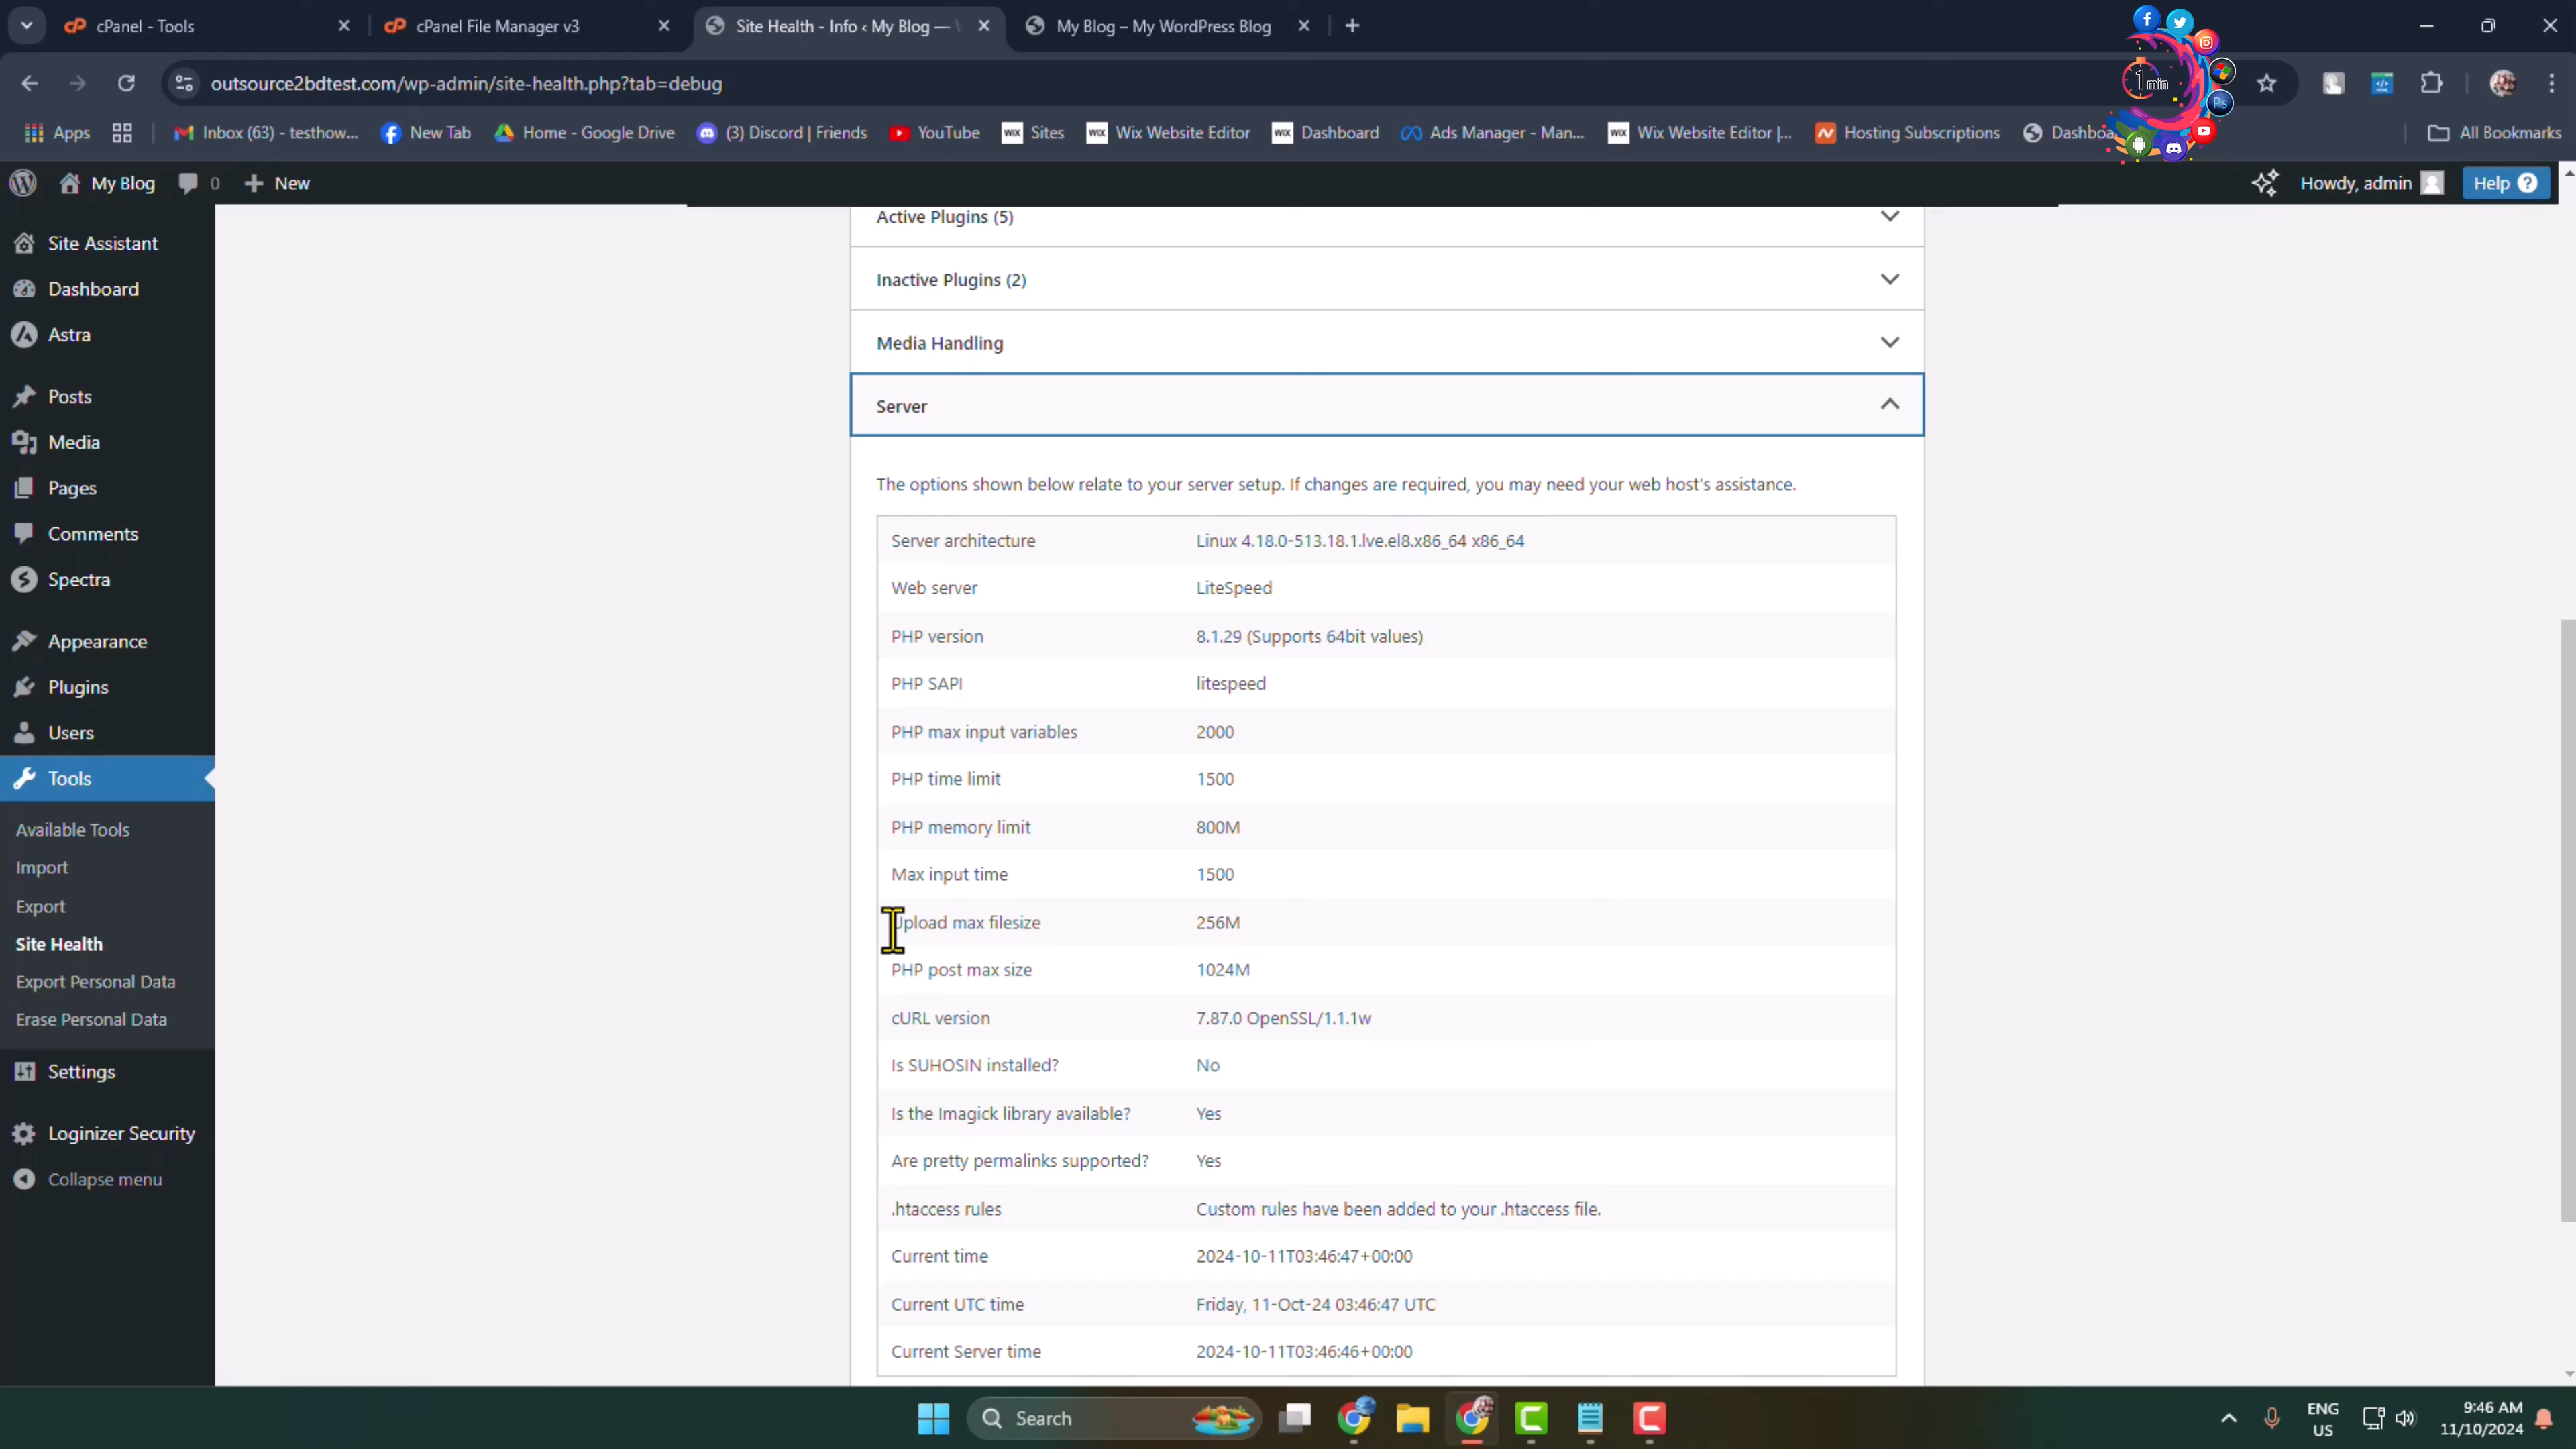 cPanel - Tools
cPanel File Manager v3
Site Health - Info ‹ My Blog —
My Blog – My WordPress Blog
outsource2bdtest.com/wp-admin/site-health.php?tab=debug
1 min
Ps
Apps
Inbox (63) - testhow...
New Tab
Home - Google Drive
(3) Discord | Friends
YouTube
WIX Sites
WIX Wix Website Editor
WIX Dashboard
Ads Manager - Man...
WIX Wix Website Editor |...
Hosting Subscriptions
All Bookmarks
My Blog
0
New
Howdy, admin
Help ?
Site Assistant
Dashboard
Astra
Posts
Media
Pages
Comments
Spectra
Appearance
Plugins
Users
Tools
Available Tools
Import
Export
Site Health
Export Personal Data
Erase Personal Data
Settings
Loginizer Security
Collapse menu
Active Plugins (5)
Inactive Plugins (2)
Media Handling
Server
The options shown below relate to your server setup. If changes are required, you may need your web host's assistance.
Server architecture Linux 4.18.0-513.18.1.lve.el8.x86_64 x86_64
Web server LiteSpeed
PHP version 8.1.29 (Supports 64bit values)
PHP SAPI litespeed
PHP max input variables 2000
PHP time limit 1500
PHP memory limit 800M
Max input time 1500
Upload max filesize 256M
PHP post max size 1024M
cURL version 7.87.0 OpenSSL/1.1.1w
Is SUHOSIN installed? No
Is the Imagick library available? Yes
Are pretty permalinks supported? Yes
.htaccess rules Custom rules have been added to your .htaccess file.
Current time 2024-10-11T03:46:47+00:00
Current UTC time Friday, 11-Oct-24 03:46:47 UTC
Current Server time 2024-10-11T03:46:46+00:00
Search
ENG
US
9:46 AM
11/10/2024